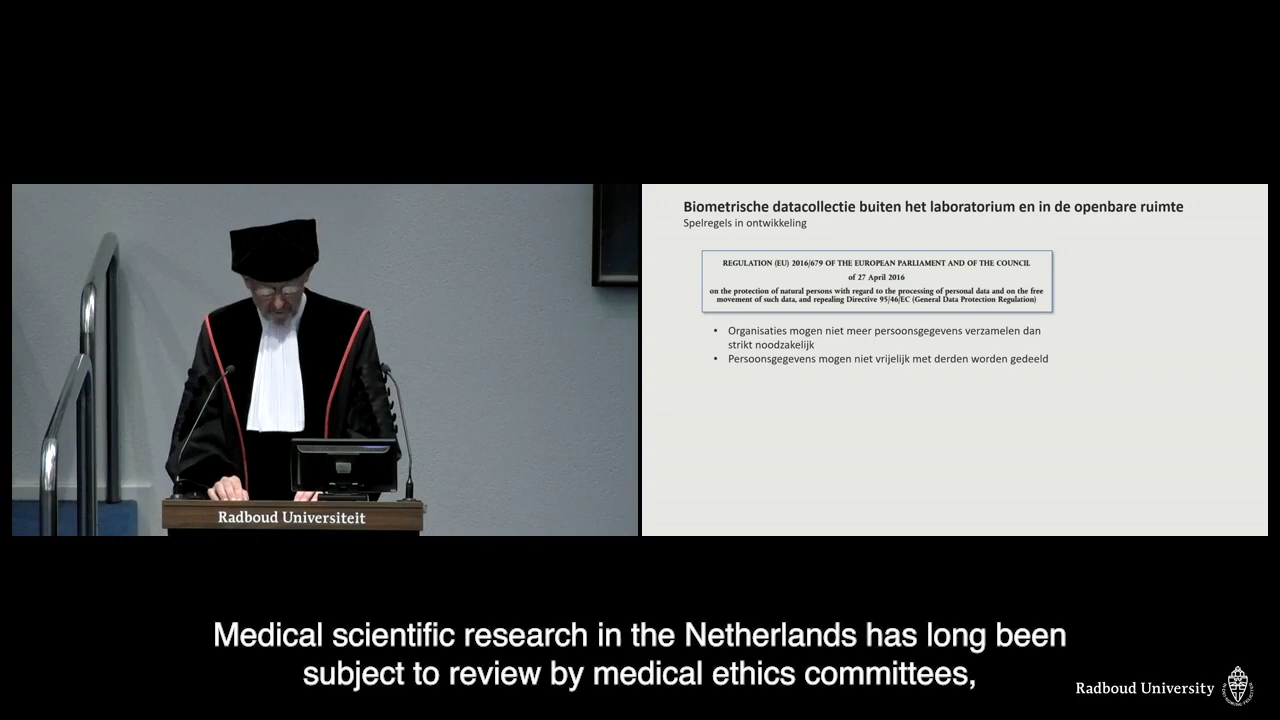 Biometrische datacollectie buiten het laboratorium en in de openbare ruimte
Spelregels in ontwikkeling
REGULATION (EU) 2016/679 OF THE EUROPEAN PARLIAMENT AND OF THE COUNCIL
of 27 April 2016
on the protection of natural persons with regard to the processing of personal data and on the free
movement of such data, and repealing Directive 95/46/EC (General Data Protection Regulation)
• Organisaties mogen niet meer persoonsgegevens verzamelen dan
strikt noodzakelijk
• Persoonsgegevens mogen niet vrijelijk met derden worden gedeeld
Radboud Universiteit
Medical scientific research in the Netherlands has long been
subject to review by medical ethics committees,
Radboud University